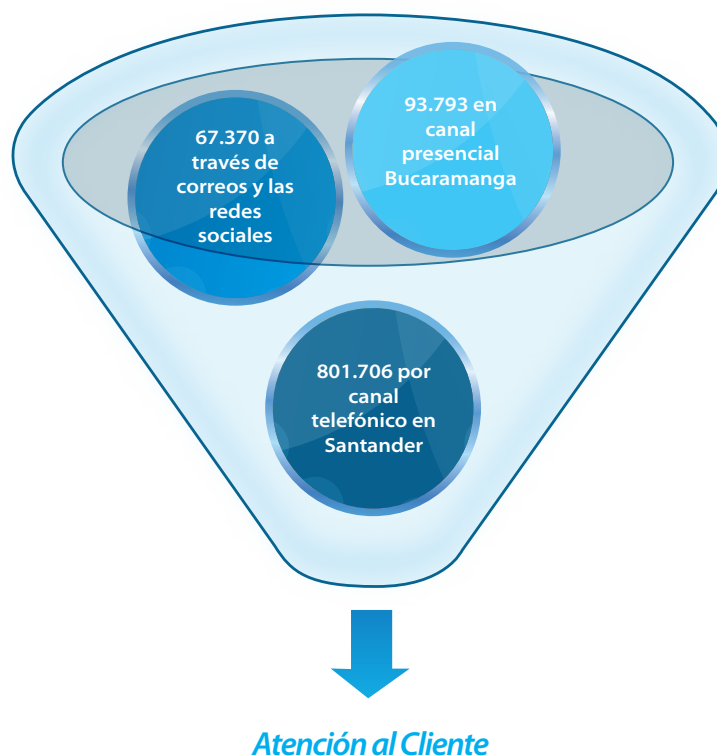 67.370 a
través de
correos y las
redes
sociales
93.793 en
canal
presencial
Bucaramanga
801.706 por
canal
telefónico en
Santander
Atención al Cliente